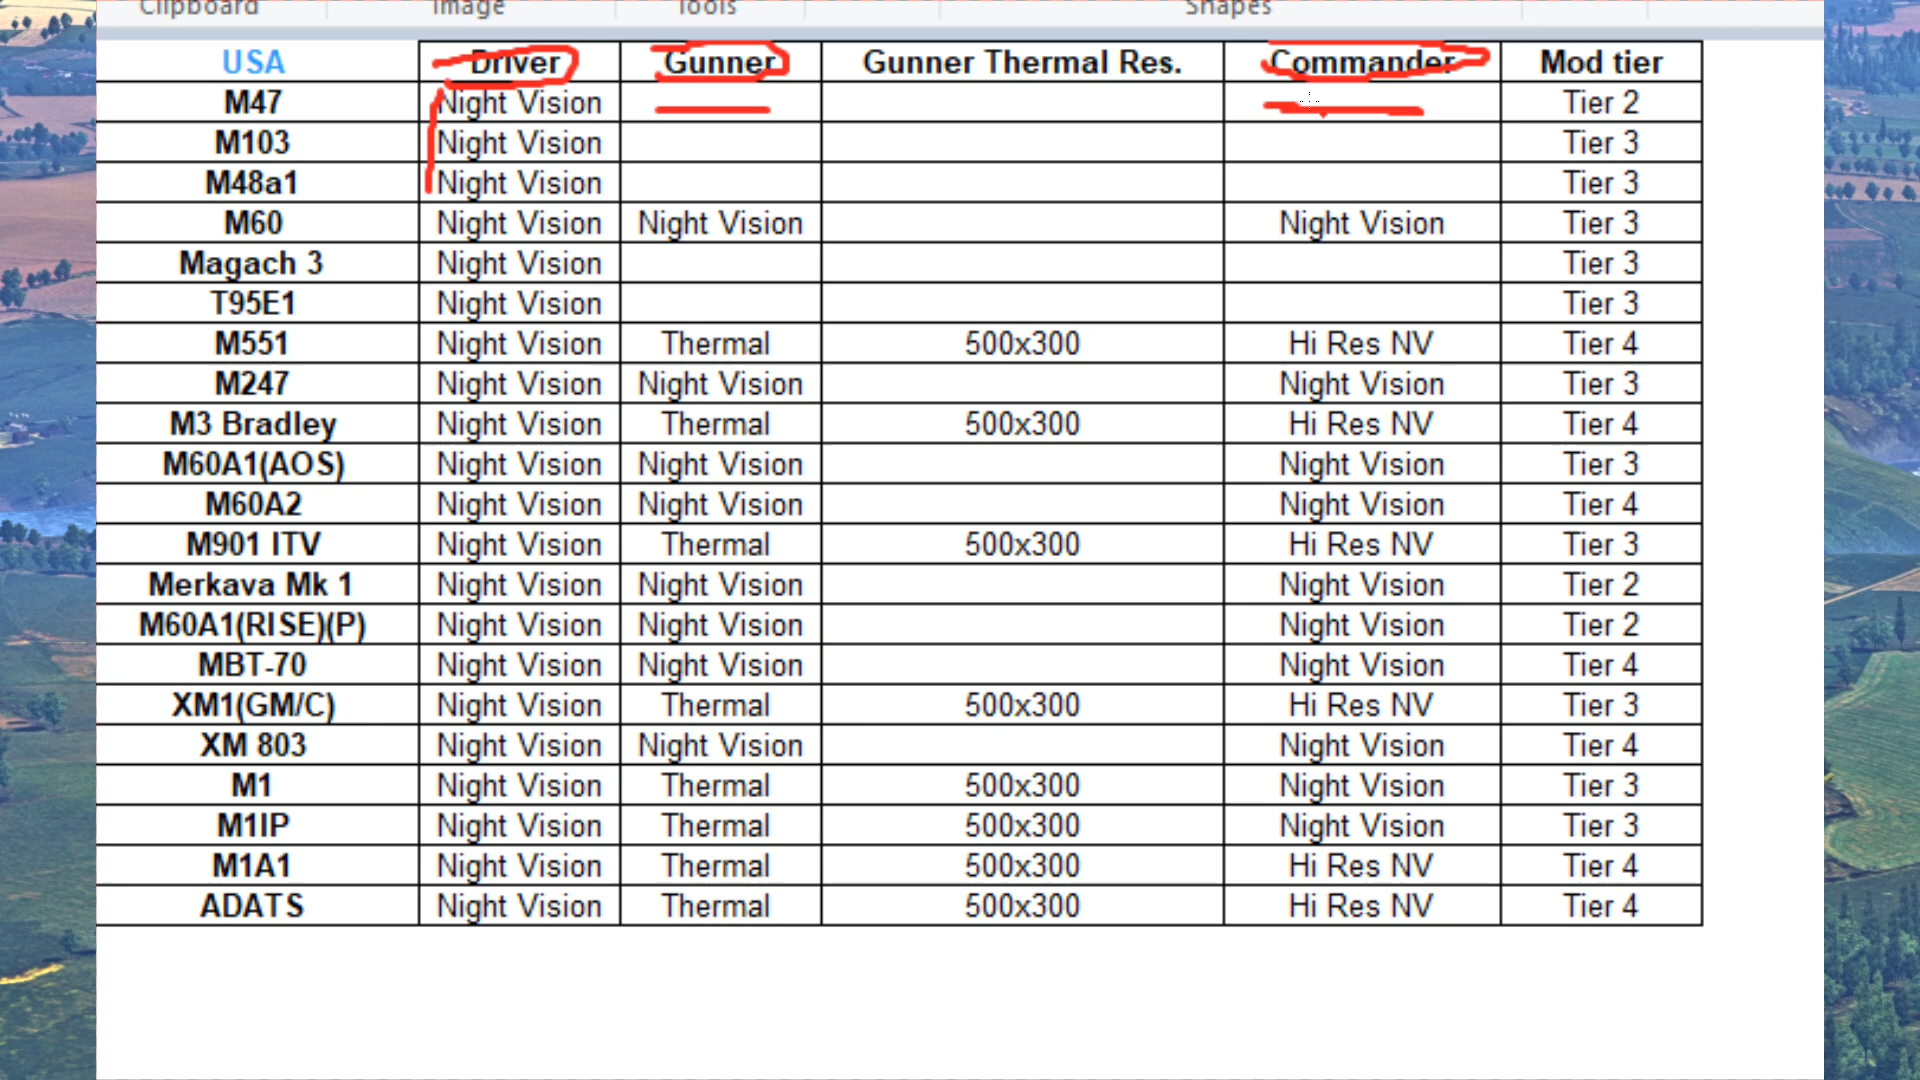 Clipboard Image Tools Shapes
USA Driver Gunner Gunner Thermal Res. Commander Mod tier
M47 Night Vision Tier 2
M103 Night Vision Tier 3
M48a1 Night Vision Tier 3
M60 Night Vision Night Vision Night Vision Tier 3
Magach 3 Night Vision Tier 3
T95E1 Night Vision Tier 3
M551 Night Vision Thermal 500x300 Hi Res NV Tier 4
M247 Night Vision Night Vision Night Vision Tier 3
M3 Bradley Night Vision Thermal 500x300 Hi Res NV Tier 4
M60A1(AOS) Night Vision Night Vision Night Vision Tier 3
M60A2 Night Vision Night Vision Night Vision Tier 4
M901 ITV Night Vision Thermal 500x300 Hi Res NV Tier 3
Merkava Mk 1 Night Vision Night Vision Night Vision Tier 2
M60A1(RISE)(P) Night Vision Night Vision Night Vision Tier 2
MBT-70 Night Vision Night Vision Night Vision Tier 4
XM1(GM/C) Night Vision Thermal 500x300 Hi Res NV Tier 3
XM 803 Night Vision Night Vision Night Vision Tier 4
M1 Night Vision Thermal 500x300 Night Vision Tier 3
M1IP Night Vision Thermal 500x300 Night Vision Tier 3
M1A1 Night Vision Thermal 500x300 Hi Res NV Tier 4
ADATS Night Vision Thermal 500x300 Hi Res NV Tier 4